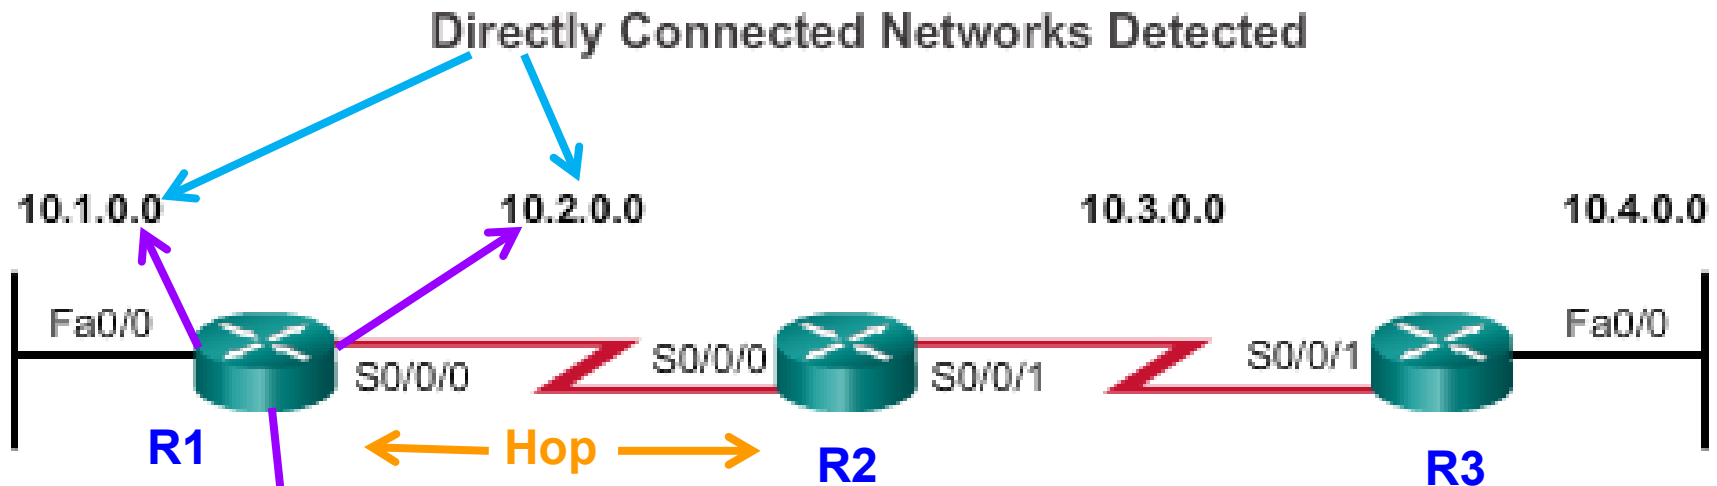 Directly Connected Networks Detected
10.1.0.0 10.2.0.0 10.3.0.0 10.4.0.0
Fa0/0 Fa0/0
S0/0/0 S0/0/0 S0/0/1 S0/0/1
R1 Hop R2 R3